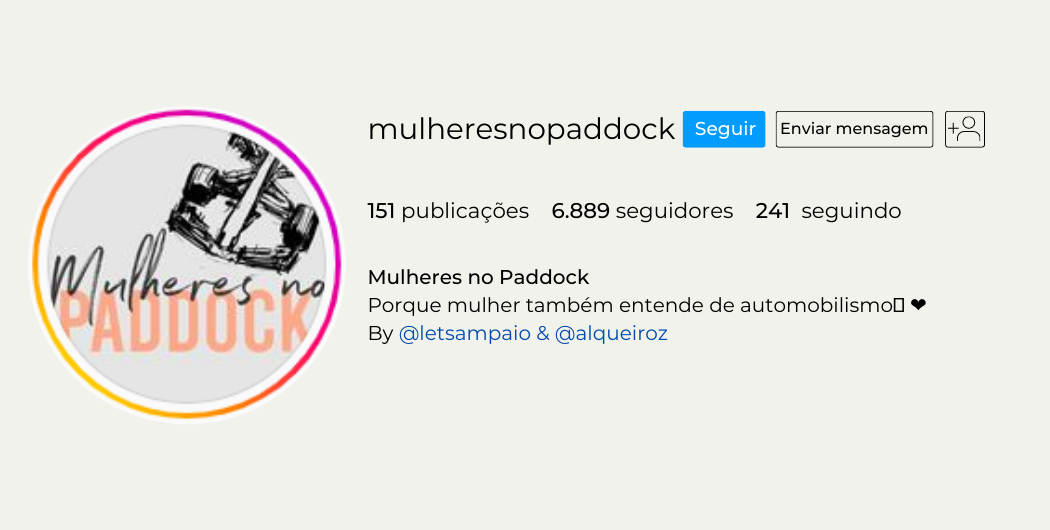 mulheresnopaddock Seguir Enviar mensagem
151 publicações 6.889 seguidores 241 seguindo
Mulheres no
PADDOCK
Mulheres no Paddock
Porque mulher também entende de automobilismo ❤
By @letsampaio & @alqueiroz